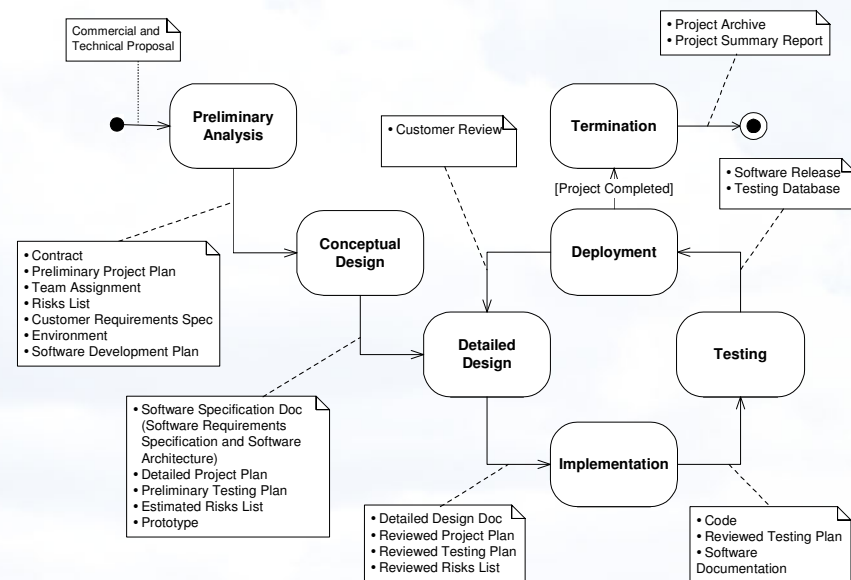 Commercial and
Technical Proposal
• Project Archive
• Project Summary Report
Preliminary
Analysis
• Customer Review
Termination
[Project Completed]
• Software Release
• Testing Database
• Contract
• Preliminary Project Plan
• Team Assignment
• Risks List
• Customer Requirements Spec
• Environment
• Software Development Plan
Conceptual
Design
Deployment
Detailed
Design
Testing
• Software Specification Doc
(Software Requirements
Specification and Software
Architecture)
• Detailed Project Plan
• Preliminary Testing Plan
• Estimated Risks List
• Prototype
Implementation
• Detailed Design Doc
• Reviewed Project Plan
• Reviewed Testing Plan
• Reviewed Risks List
• Code
• Reviewed Testing Plan
• Software
Documentation